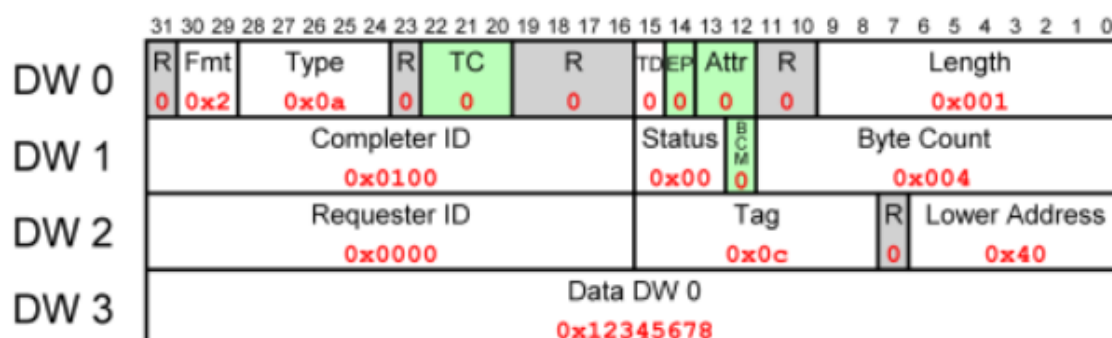 31 30 29 28 27 26 25 24 23 22 21 20 19 18 17 16 15 14 13 12 11 10 9 8 7 6 5 4 3 2 1 0
DW 0 R Fmt Type R TC R TD EP Attr R Length
0 0x2 0x0a 0 0 0 0 0 0 0 0x001
DW 1 Completer ID Status BCM Byte Count
0x0100 0x00 0 0x004
DW 2 Requester ID Tag R Lower Address
0x0000 0x0c 0 0x40
DW 3 Data DW 0
0x12345678